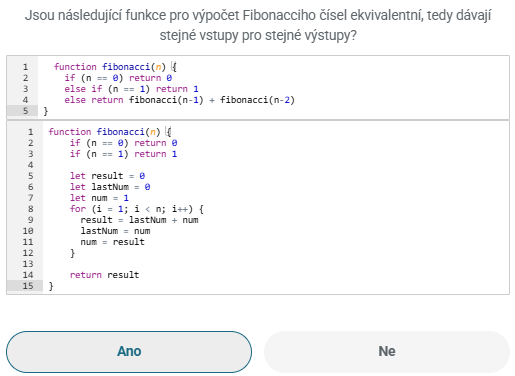 Jsou následující funkce pro výpočet Fibonacciho čísel ekvivalentní, tedy dávají
stejné vstupy pro stejné výstupy?
1 function fibonacci(n) {
2 if (n == 0) return 0
3 else if (n == 1) return 1
4 else return fibonacci(n-1) + fibonacci(n-2)
5 }
1 function fibonacci(n) {
2 if (n == 0) return 0
3 if (n == 1) return 1
4
5 let result = 0
6 let lastNum = 0
7 let num = 1
8 for (i = 1; i < n; i++) {
9 result = lastNum + num
10 lastNum = num
11 num = result
12 }
13
14 return result
15 }
Ano
Ne